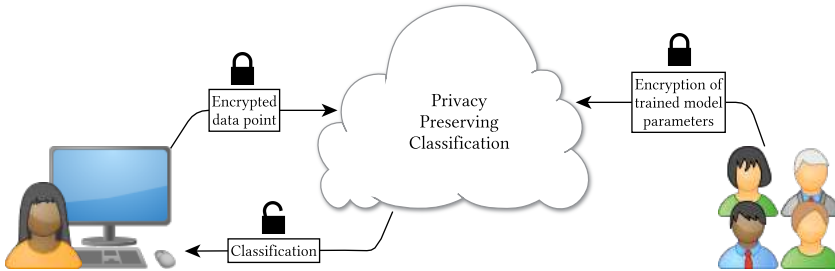 Encrypted
data point
Privacy
Preserving
Classification
Encryption of
trained model
parameters
Classification